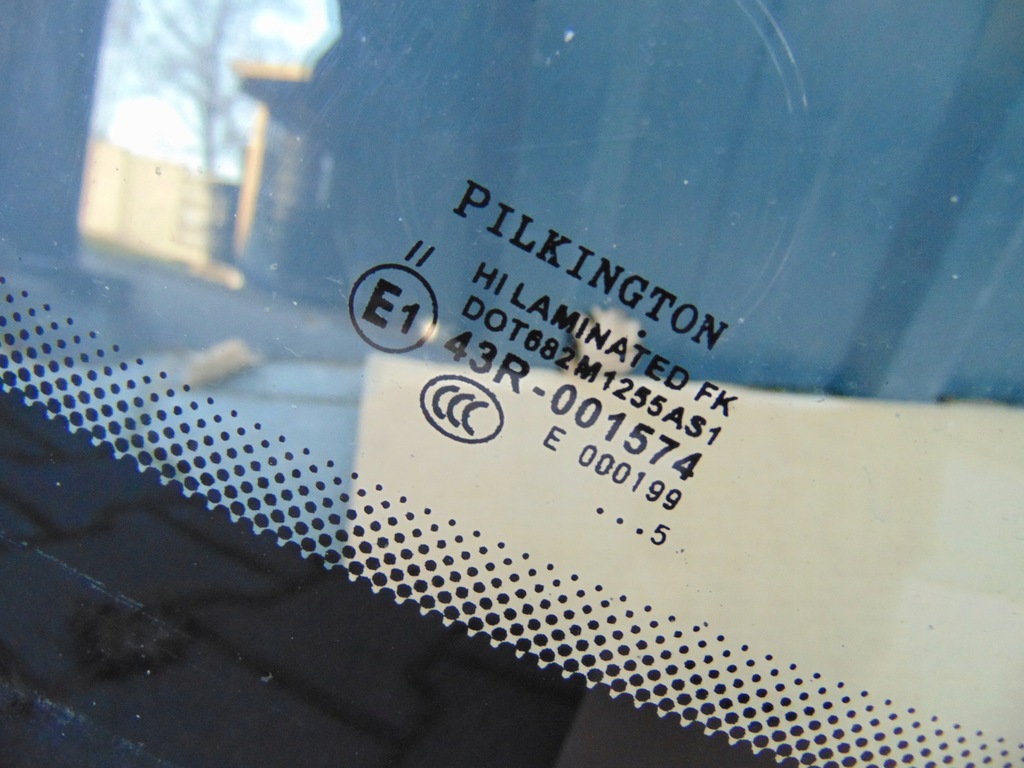 PILKINGTON
II
HI LAMINATED FK
E1
DOT682M1255AS1
43R-001574
CCC
E 000199
...5